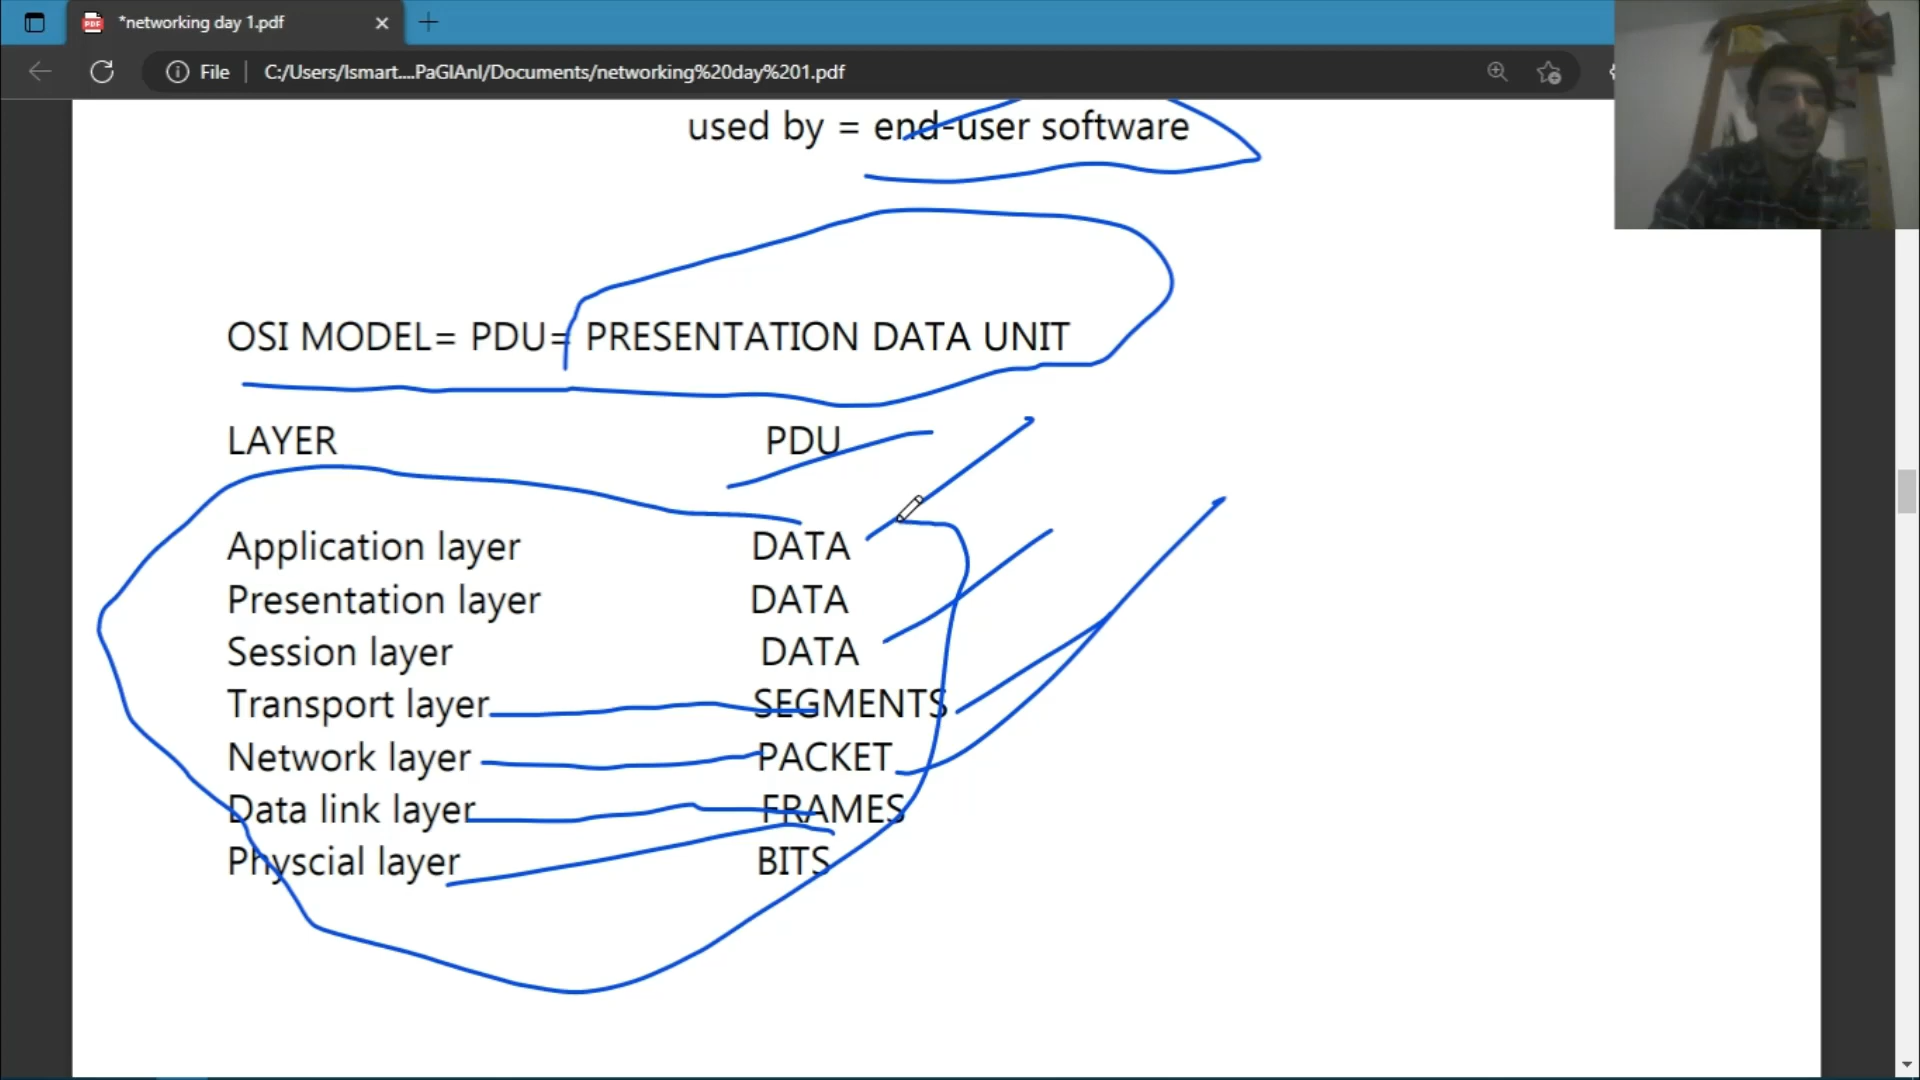 *networking day 1.pdf
File C:/Users/Ismart....PaGIAnI/Documents/networking%20day%201.pdf
used by = end-user software
OSI MODEL= PDU= PRESENTATION DATA UNIT
LAYER PDU
Application layer DATA
Presentation layer DATA
Session layer DATA
Transport layer SEGMENTS
Network layer PACKET
Data link layer FRAMES
Physcial layer BITS